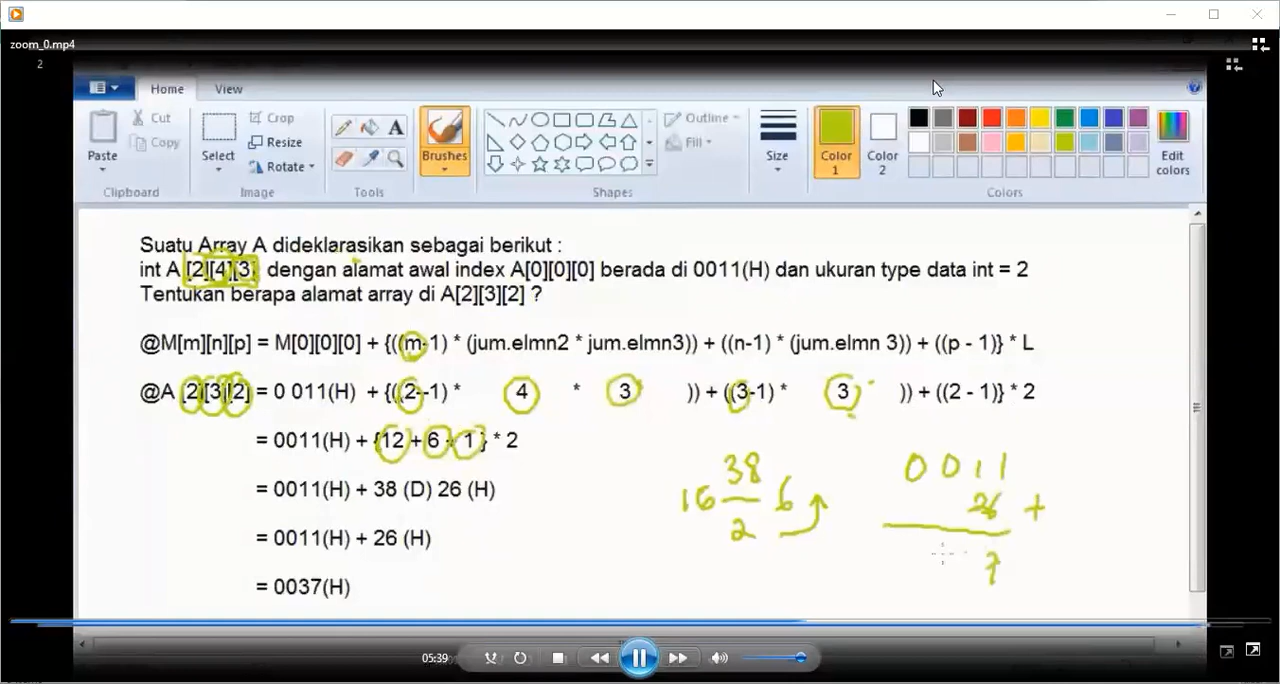 zoom_0.mp4
2
Home View
Paste
Cut
Copy
Clipboard
Select
Crop
Resize
Rotate
Image
A
Tools
Brushes
Outline
Fill
Shapes
Size
Color 1
Color 2
Edit colors
Colors
Suatu Array A dideklarasikan sebagai berikut :
int A [2][4][3] dengan alamat awal index A[0][0][0] berada di 0011(H) dan ukuran type data int = 2
Tentukan berapa alamat array di A[2][3][2] ?
@M[m][n][p] = M[0][0][0] + {((m-1) * (jum.elmn2 * jum.elmn3)) + ((n-1) * (jum.elmn 3)) + ((p - 1)} * L
@A [2][3][2] = 0 011(H) + {((2--1) * 4 * 3 )) + ((3-1) * 3 )) + ((2 - 1)} * 2
= 0011(H) + {12 + 6 + 1 } * 2
= 0011(H) + 38 (D) 26 (H)
= 0011(H) + 26 (H)
= 0037(H)
38
16 6
2
0011
26 +
7
05:39